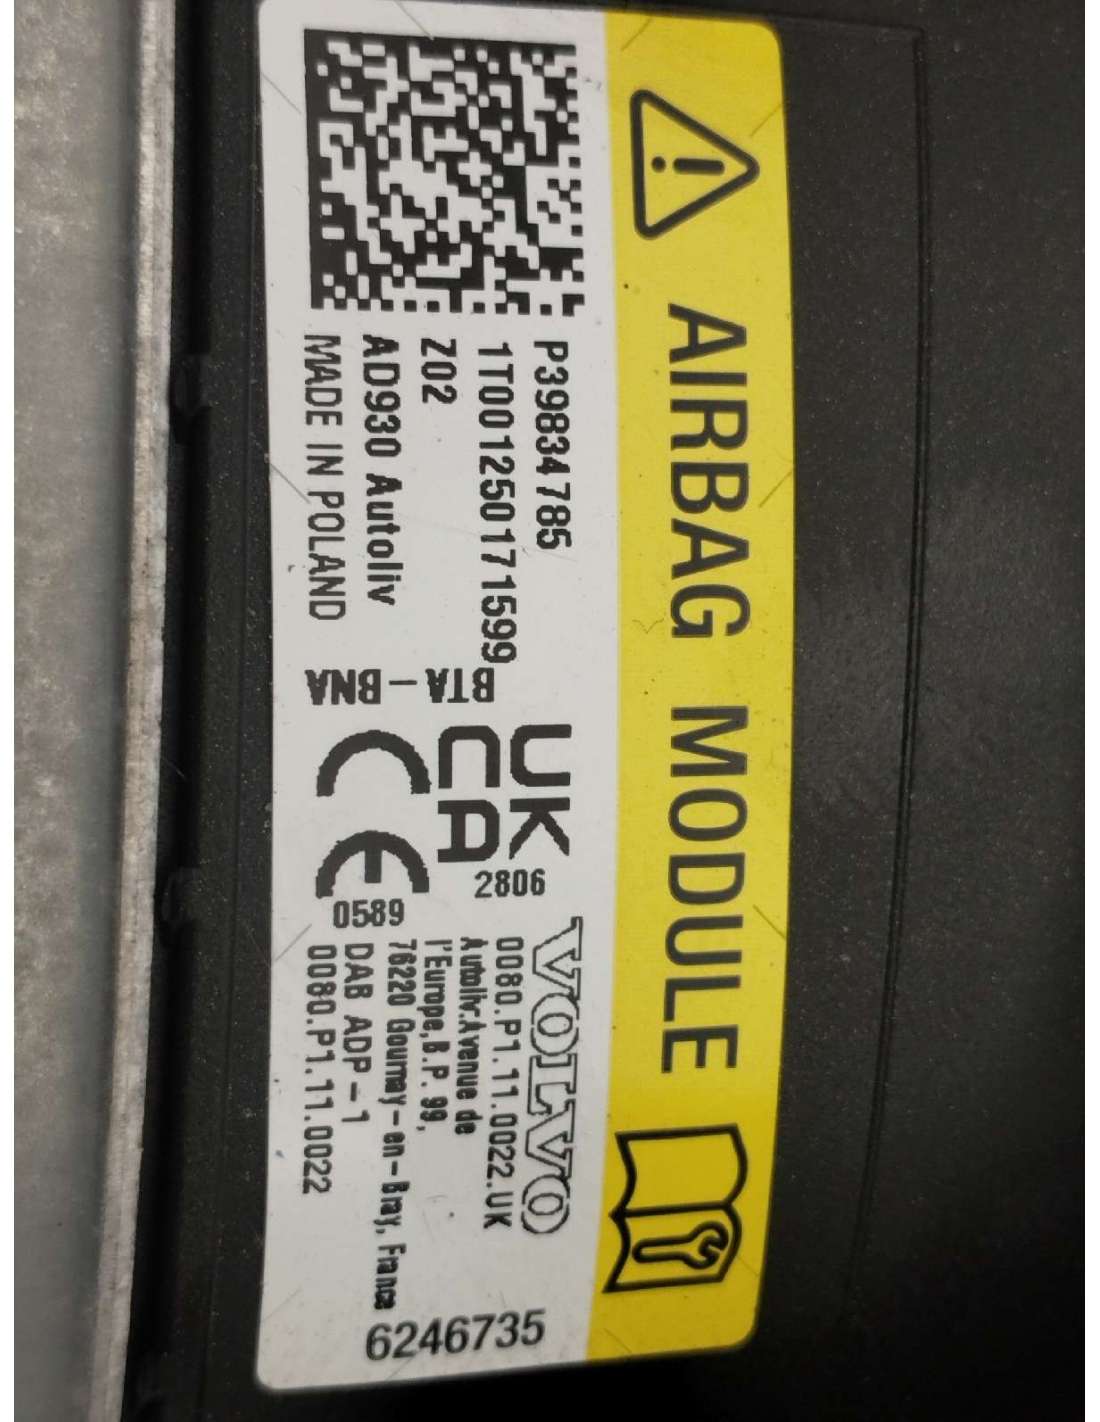 AIRBAG MODULE
P39834785
1T001250171599
Z02
AD930 Autoliv
MADE IN POLAND
BTA - BNA
UK
CA
2806
CE
0589
VOLVO
0080.P1.11.0022.UK
Autoliv.Avenue de
l'Europe,B.P. 99,
76220 Gournay-en-Bray, France
DAB ADP-1
0080.P1.11.0022
6246735